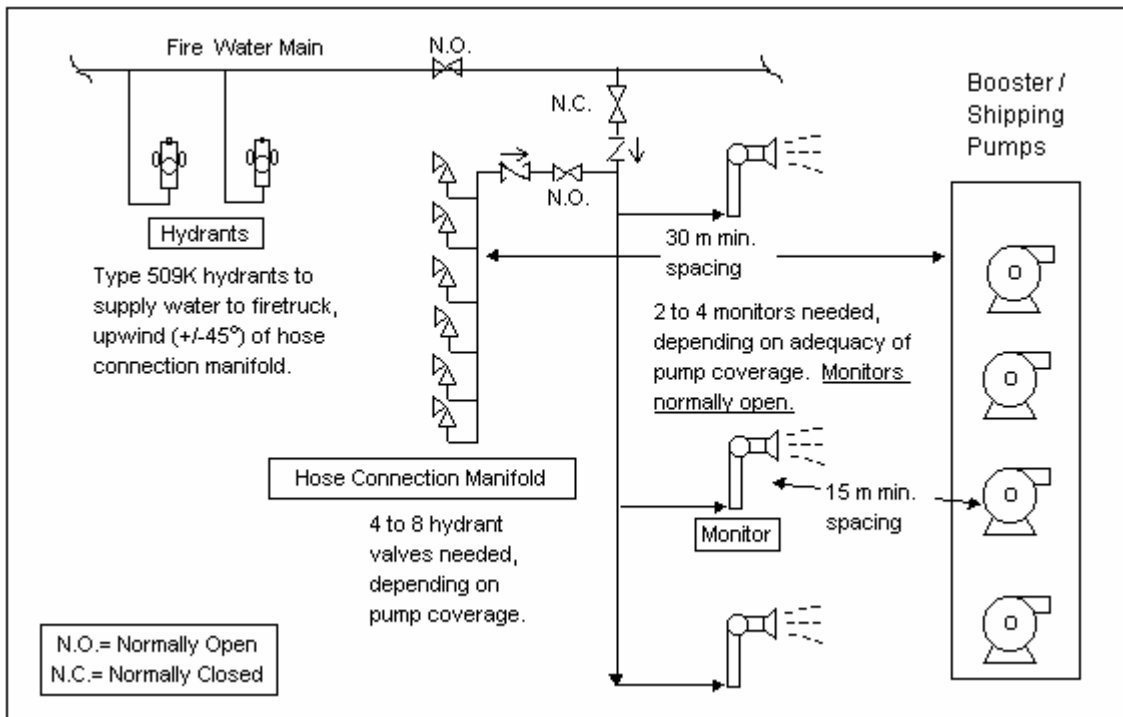 Fire Water Main
N.O.
N.C.
Booster /
Shipping
Pumps
N.O.
Hydrants
Type 509K hydrants to
supply water to firetruck,
upwind (+/-45°) of hose
connection manifold.
30 m min.
spacing
2 to 4 monitors needed,
depending on adequacy of
pump coverage. Monitors
normally open.
Hose Connection Manifold
4 to 8 hydrant
valves needed,
depending on
pump coverage.
15 m min.
spacing
Monitor
N.O.= Normally Open
N.C.= Normally Closed